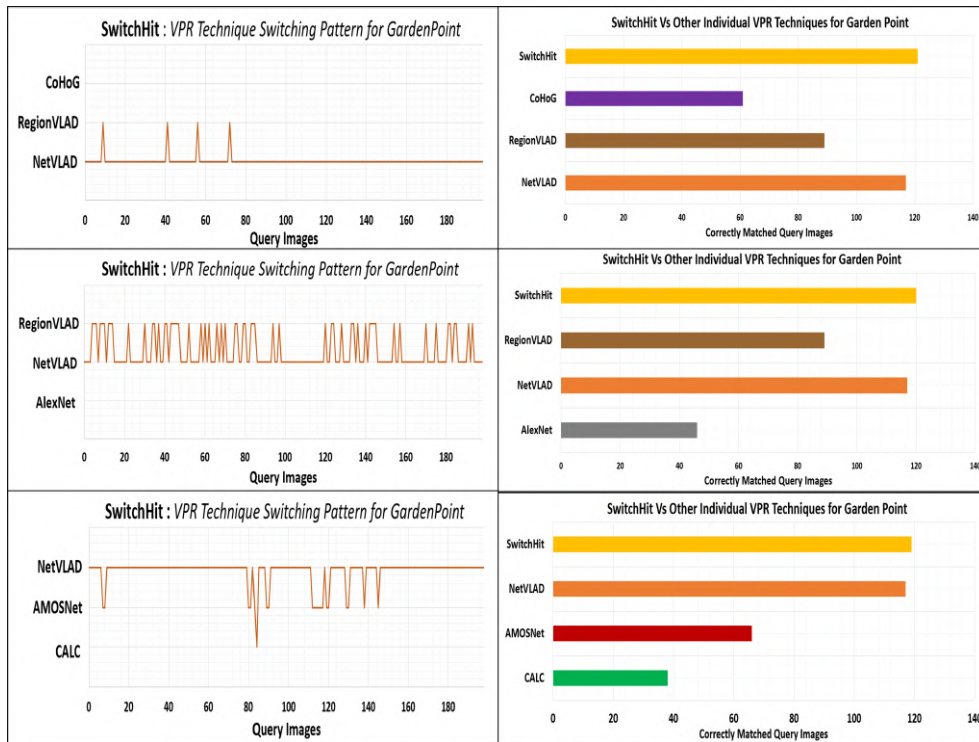 SwitchHit : VPR Technique Switching Pattern for GardenPoint
CoHoG
RegionVLAD
NetVLAD
0 20 40 60 80 100 120 140 160 180
Query Images
SwitchHit Vs Other Individual VPR Techniques for Garden Point
SwitchHit
CoHoG
RegionVLAD
NetVLAD
0 20 40 60 80 100 120 140
Correctly Matched Query Images
SwitchHit : VPR Technique Switching Pattern for GardenPoint
RegionVLAD
NetVLAD
AlexNet
0 20 40 60 80 100 120 140 160 180
Query Images
SwitchHit Vs Other Individual VPR Techniques for Garden Point
SwitchHit
RegionVLAD
NetVLAD
AlexNet
0 20 40 60 80 100 120 140
Correctly Matched Query Images
SwitchHit : VPR Technique Switching Pattern for GardenPoint
NetVLAD
AMOSNet
CALC
0 20 40 60 80 100 120 140 160 180
Query Images
SwitchHit Vs Other Individual VPR Techniques for Garden Point
SwitchHit
NetVLAD
AMOSNet
CALC
0 20 40 60 80 100 120 140
Correctly Matched Query Images